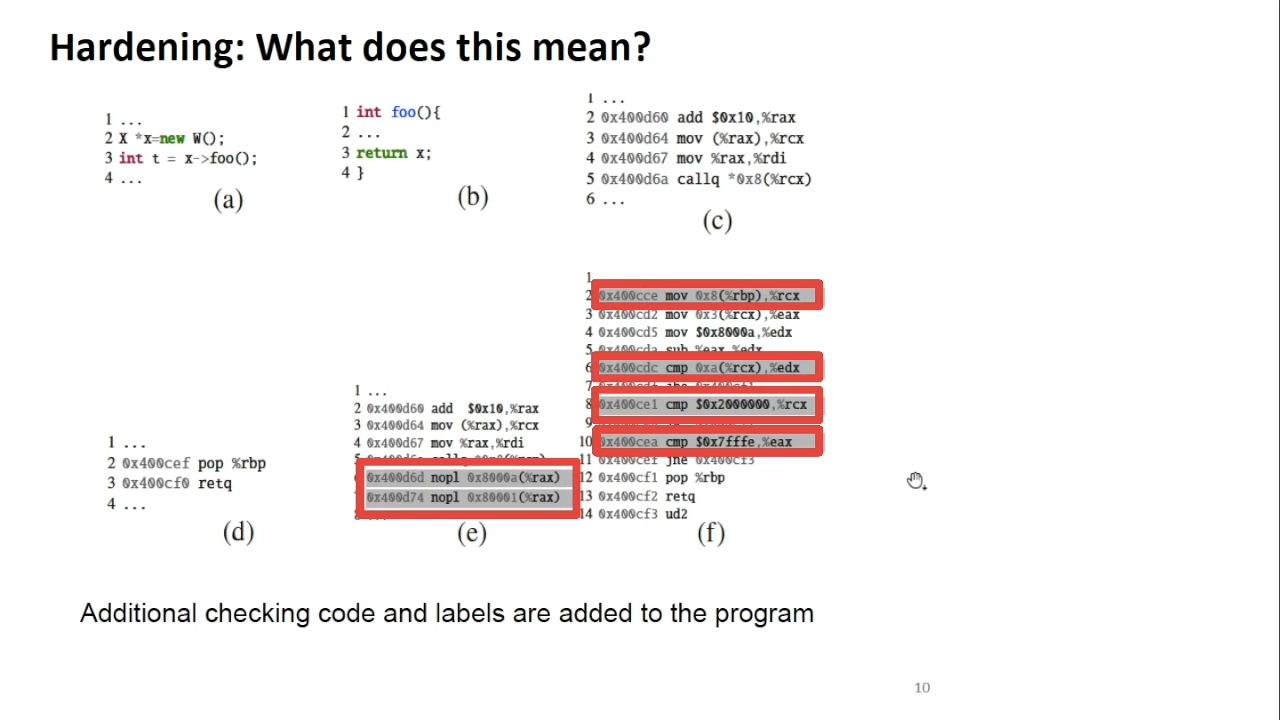 Hardening: What does this mean?
1 ...
2 X *x=new W();
3 int t = x->foo();
4 ...
(a)
1 int foo(){
2 ...
3 return x;
4 }
(b)
1 ...
2 0x400d60 add $0x10,%rax
3 0x400d64 mov (%rax),%rcx
4 0x400d67 mov %rax,%rdi
5 0x400d6a callq *0x8(%rcx)
6 ...
(c)
1 ...
2 0x400cef pop %rbp
3 0x400cf0 retq
4 ...
(d)
1 ...
2 0x400d60 add $0x10,%rax
3 0x400d64 mov (%rax),%rcx
4 0x400d67 mov %rax,%rdi
5 0x400d6a callq *0x8(%rcx)
0x400d6d nopl 0x8000a(%rax)
0x400d74 nopl 0x80001(%rax)
8 ...
(e)
1
2 0x400cce mov 0x8(%rbp),%rcx
3 0x400cd2 mov 0x3(%rcx),%eax
4 0x400cd5 mov $0x8000a,%edx
5 0x400cda sub %eax,%edx
6 0x400cdc cmp 0xa(%rcx),%edx
7
8 0x400ce1 cmp $0x2000000,%rcx
9
10 0x400cea cmp $0x7fffe,%eax
11 0x400cef jne 0x400cf3
12 0x400cf1 pop %rbp
13 0x400cf2 retq
14 0x400cf3 ud2
(f)
Additional checking code and labels are added to the program
10